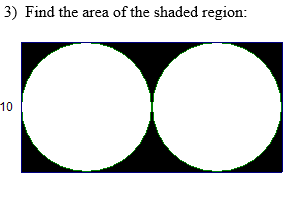 3) Find the area of the shaded region:
10